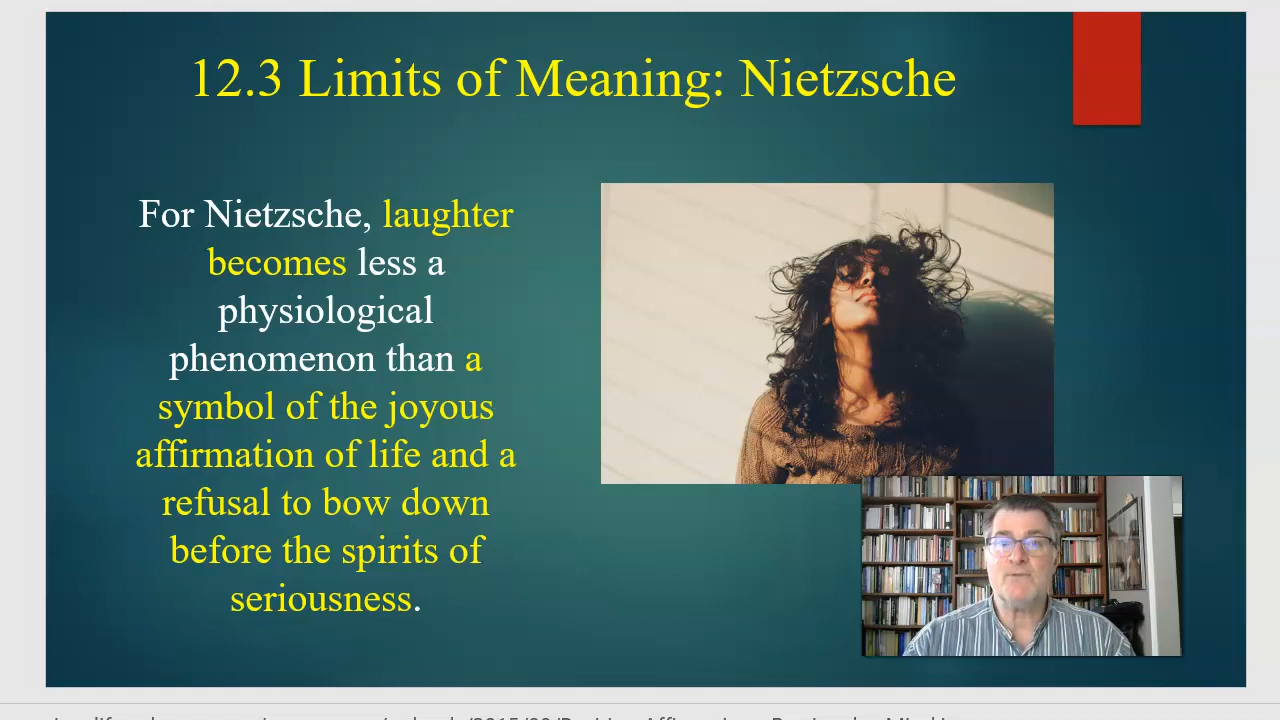 12.3 Limits of Meaning: Nietzsche
For Nietzsche, laughter
becomes less a
physiological
phenomenon than a
symbol of the joyous
affirmation of life and a
refusal to bow down
before the spirits of
seriousness.